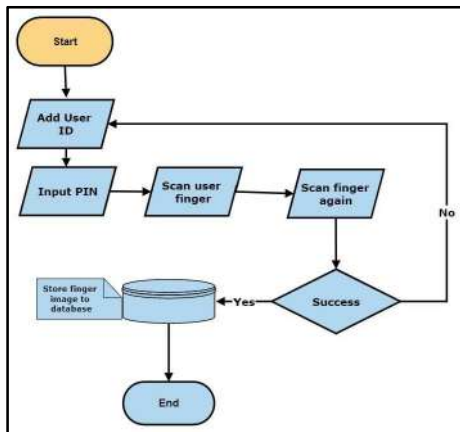 Start
Add User
ID
Input PIN
Scan user
finger
Scan finger
again
No
Store finger
image to
database
Yes
Success
End